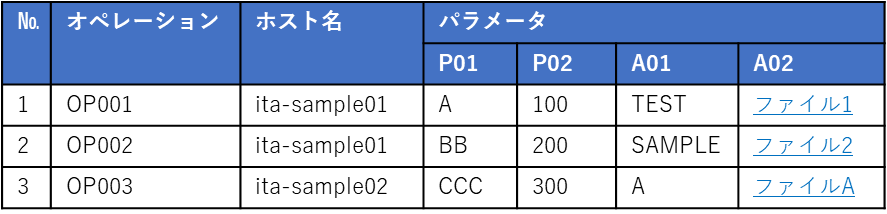 № オペレーション ホスト名 パラメータ
P01 P02 A01 A02
1 OP001 ita-sample01 A 100 TEST ファイル1
2 OP002 ita-sample01 BB 200 SAMPLE ファイル2
3 OP003 ita-sample02 CCC 300 A ファイルA